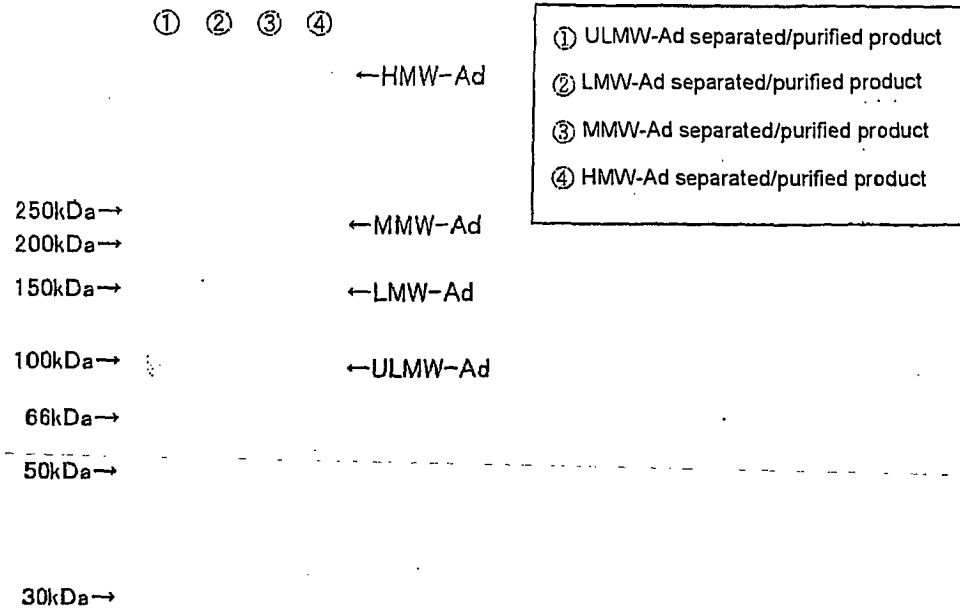 ① ② ③ ④
←HMW-Ad
250kDa→
200kDa→
←MMW-Ad
150kDa→
←LMW-Ad
100kDa→
←ULMW-Ad
66kDa→
50kDa→
30kDa→
① ULMW-Ad separated/purified product
② LMW-Ad separated/purified product
③ MMW-Ad separated/purified product
④ HMW-Ad separated/purified product